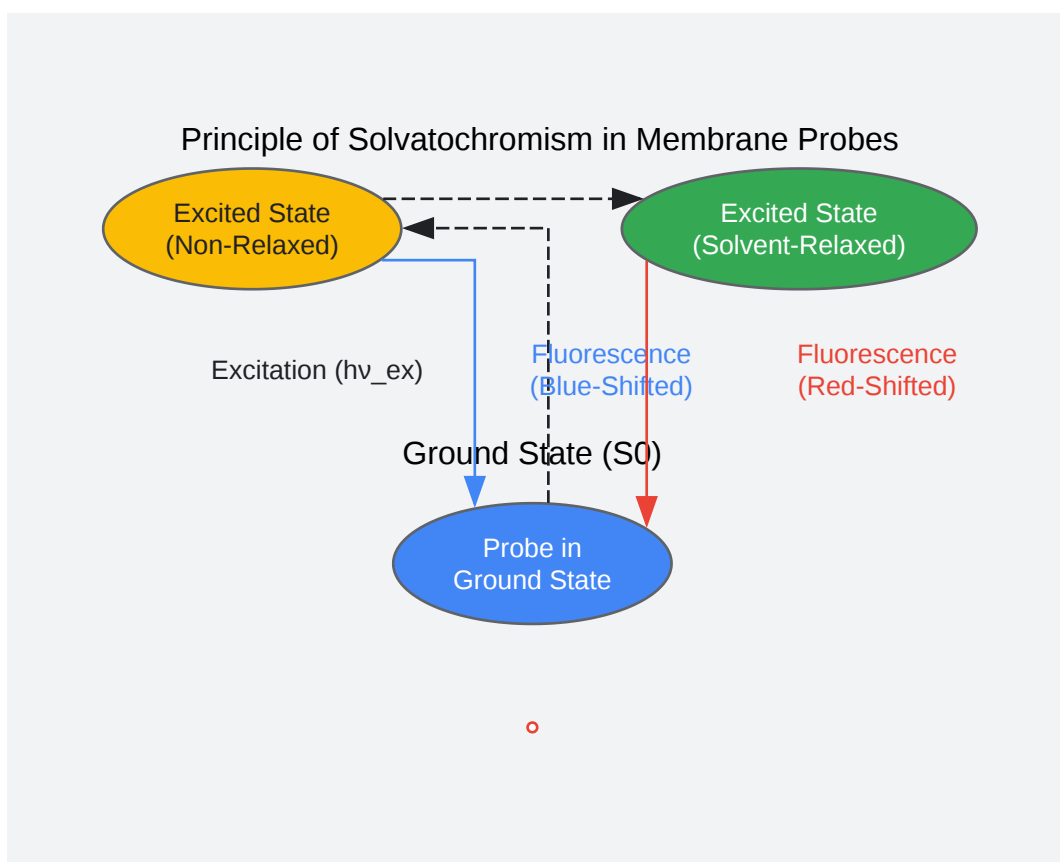 Principle of Solvatochromism in Membrane Probes
Excited State
(Non-Relaxed)
Excited State
(Solvent-Relaxed)
Excitation (hν_ex)
Fluorescence
(Blue-Shifted)
Fluorescence
(Red-Shifted)
Ground State (S0)
Probe in
Ground State